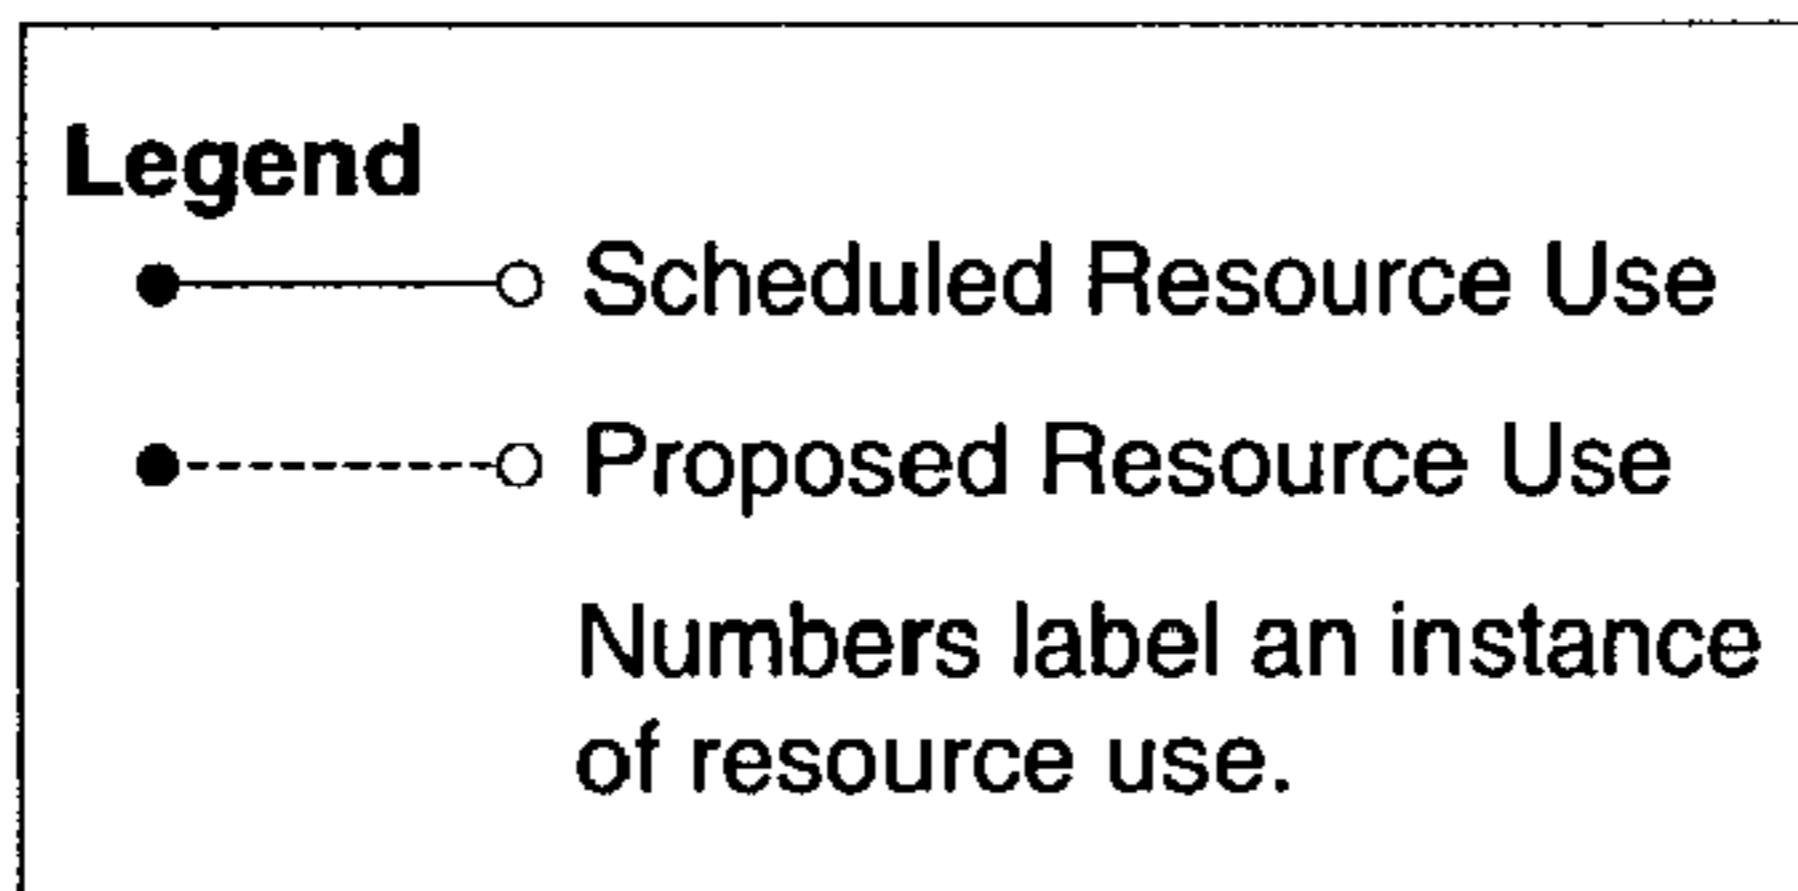 Legend
Scheduled Resource Use
Proposed Resource Use
Numbers label an instance
of resource use.